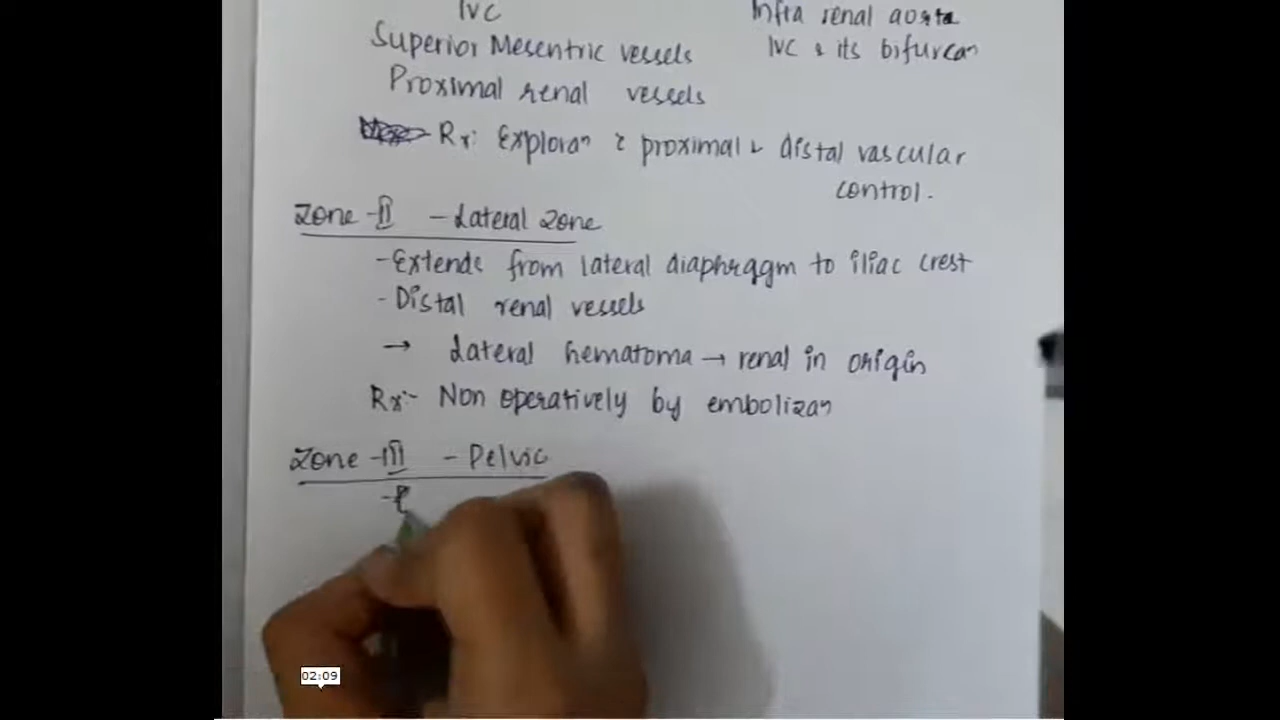 IVC
Infra renal aorta
Superior Mesentric vessels
IVC & its bifurcan
Proximal renal vessels
Rx: Exploran c proximal & distal vascular
control.
Zone-II - Lateral zone
-Extends from lateral diaphragm to iliac crest
- Distal renal vessels
→ Lateral hematoma → renal in origin
Rx:- Non operatively by embolizan
Zone-III - Pelvic
02:09